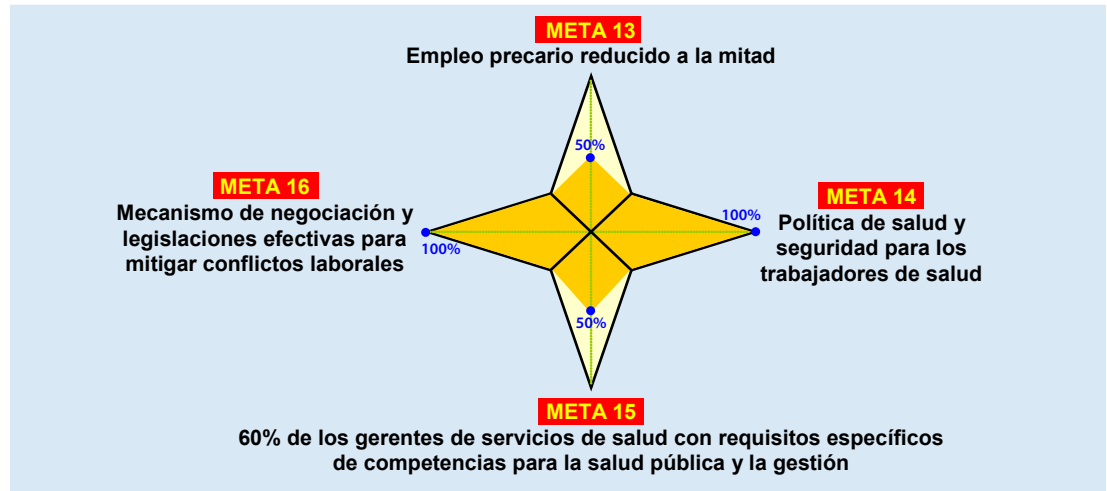 META 13
Empleo precario reducido a la mitad
50%
META 16
Mecanismo de negociación y
legislaciones efectivas para
mitigar conflictos laborales
100%
100%
META 14
Política de salud y
seguridad para los
trabajadores de salud
50%
META 15
60% de los gerentes de servicios de salud con requisitos específicos
de competencias para la salud pública y la gestión